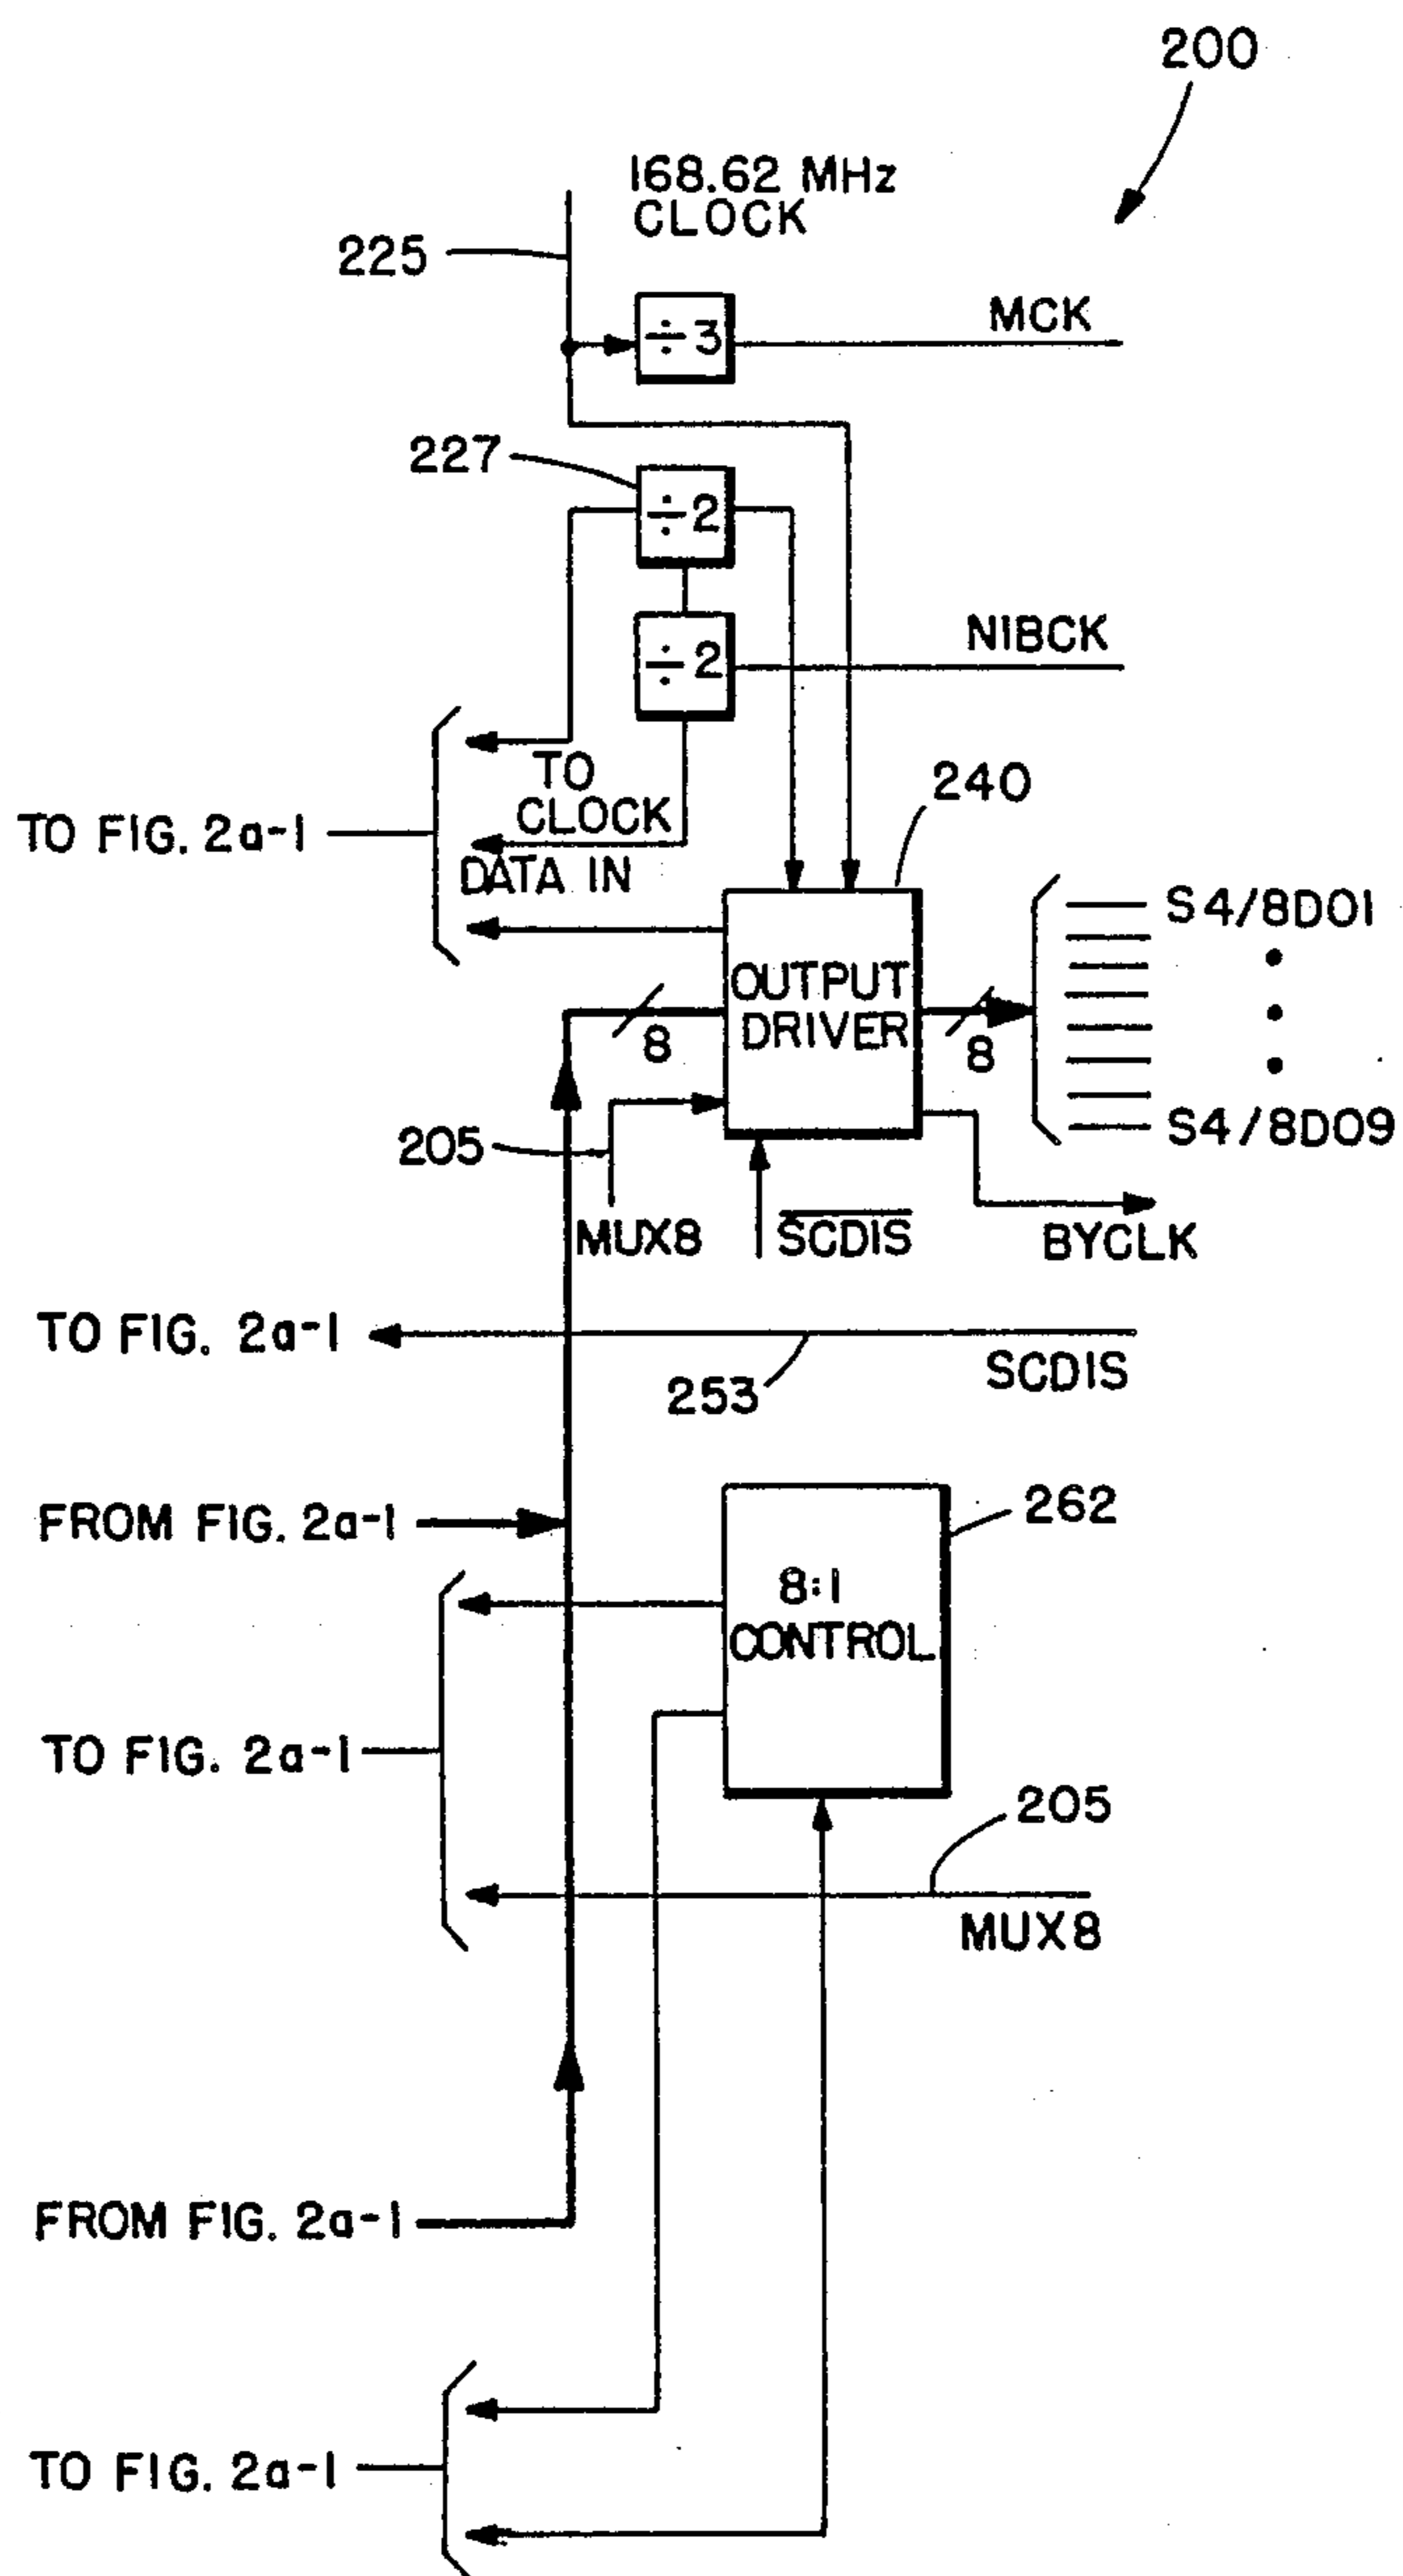 200
168.62 MHz
CLOCK
225
÷3
MCK
227
÷2
÷2
NIBCK
TO
CLOCK
TO FIG. 2a-1
DATA IN
240
S4/8D01
OUTPUT
DRIVER
8
8
S4/8D09
205
MUX8
SCDIS
BYCLK
TO FIG. 2a-1
253
SCDIS
FROM FIG. 2a-1
262
8:1
CONTROL
TO FIG. 2a-1
205
MUX8
FROM FIG. 2a-1
TO FIG. 2a-1